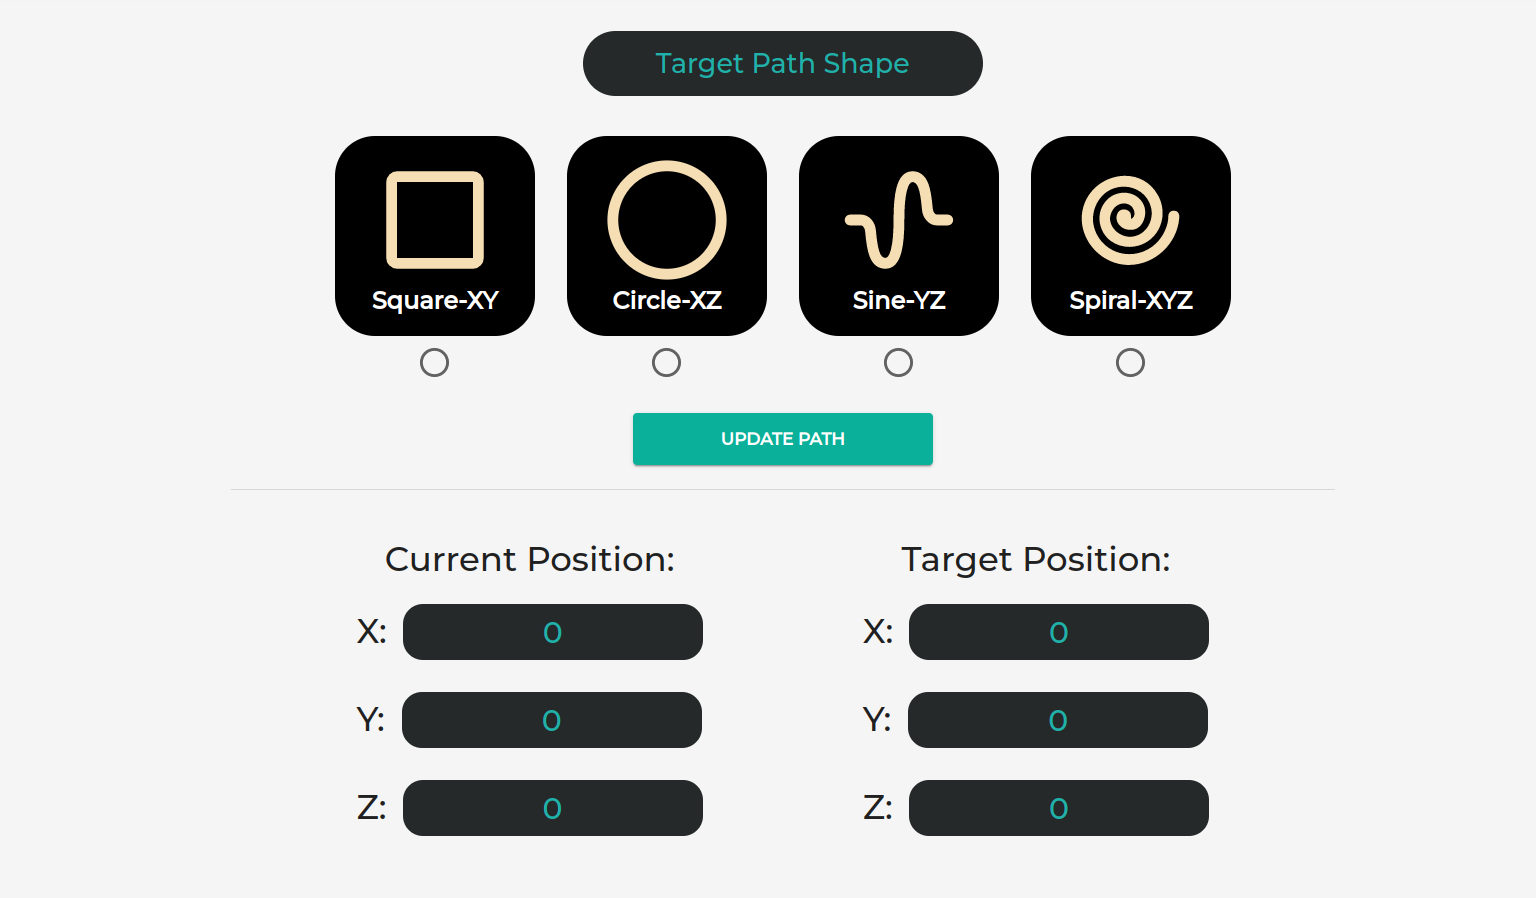 Target Path Shape
Square-XY
Circle-XZ
Sine-YZ
Spiral-XYZ
UPDATE PATH
Current Position:
X: 0
Y: 0
Z: 0
Target Position:
X: 0
Y: 0
Z: 0